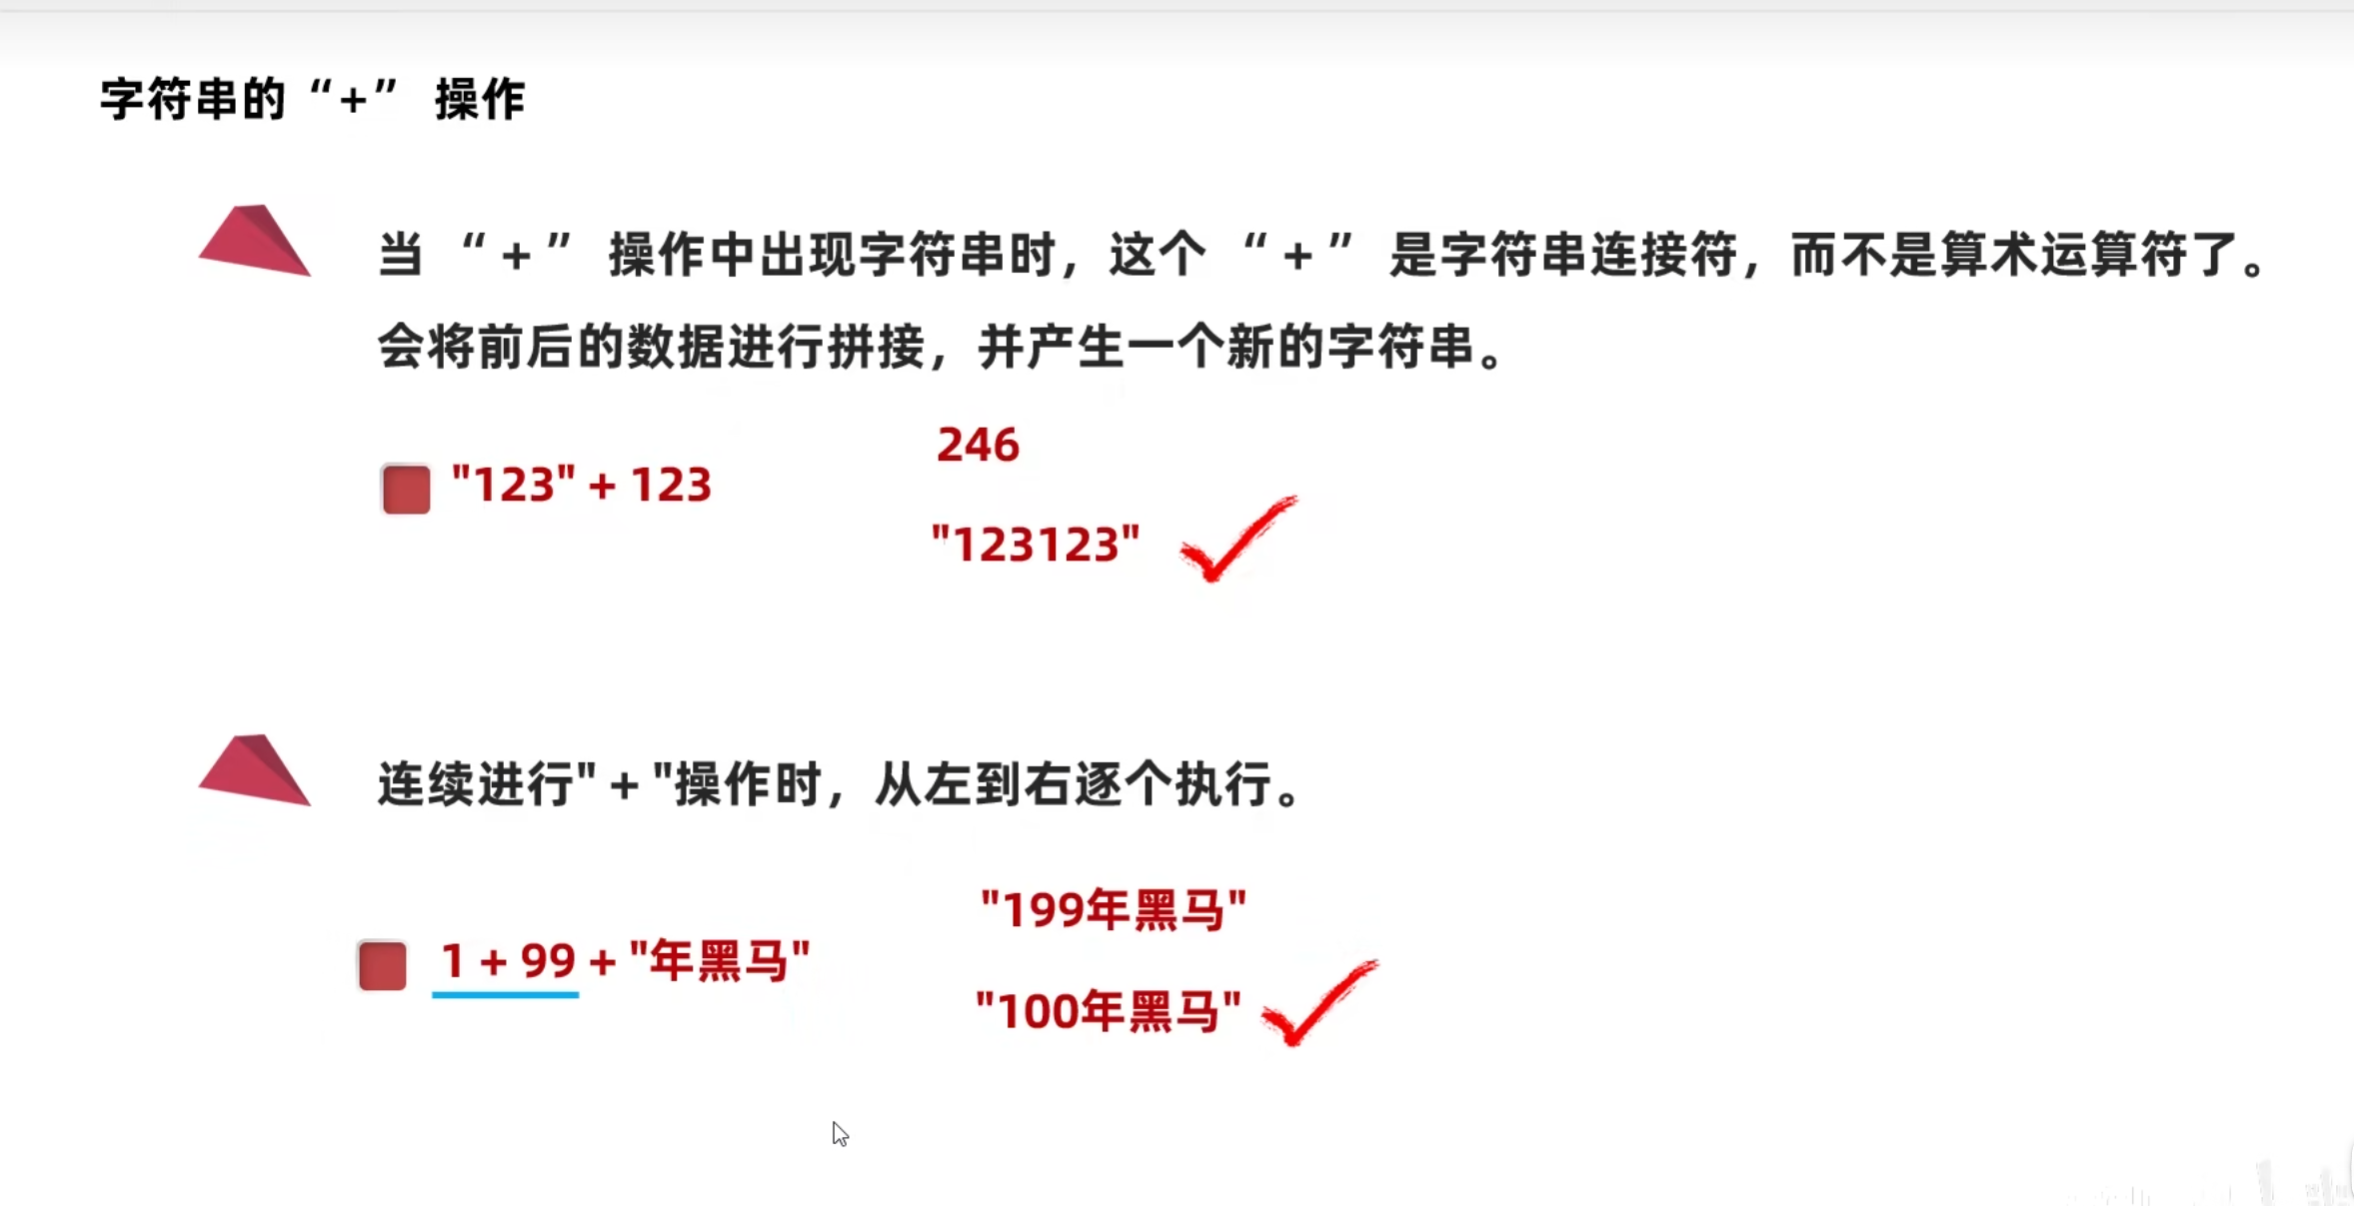 字符串的“+” 操作
当 “+” 操作中出现字符串时，这个 “+” 是字符串连接符，而不是算术运算符了。
会将前后的数据进行拼接，并产生一个新的字符串。
"123" + 123
246
"123123"
连续进行"+"操作时，从左到右逐个执行。
1 + 99 + "年黑马"
"199年黑马"
"100年黑马"